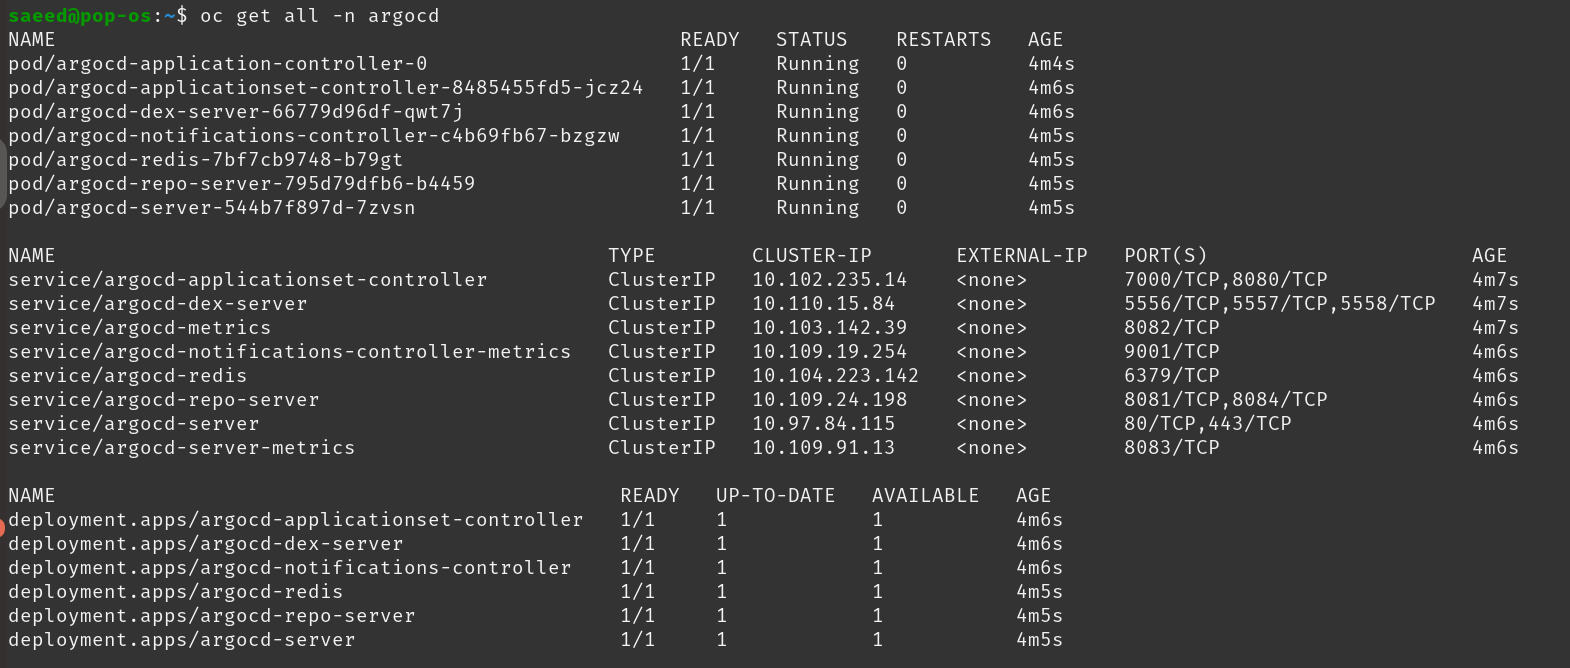 saeed@pop-os:~$ oc get all -n argocd
NAME                                                    READY   STATUS    RESTARTS   AGE
pod/argocd-application-controller-0                     1/1     Running   0          4m4s
pod/argocd-applicationset-controller-8485455fd5-jcz24   1/1     Running   0          4m6s
pod/argocd-dex-server-66779d96df-qwt7j                  1/1     Running   0          4m6s
pod/argocd-notifications-controller-c4b69fb67-bzgzw     1/1     Running   0          4m5s
pod/argocd-redis-7bf7cb9748-b79gt                       1/1     Running   0          4m5s
pod/argocd-repo-server-795d79dfb6-b4459                 1/1     Running   0          4m5s
pod/argocd-server-544b7f897d-7zvsn                      1/1     Running   0          4m5s
NAME                                              TYPE        CLUSTER-IP       EXTERNAL-IP   PORT(S)                      AGE
service/argocd-applicationset-controller          ClusterIP   10.102.235.14    <none>        7000/TCP,8080/TCP            4m7s
service/argocd-dex-server                         ClusterIP   10.110.15.84     <none>        5556/TCP,5557/TCP,5558/TCP   4m7s
service/argocd-metrics                            ClusterIP   10.103.142.39    <none>        8082/TCP                     4m7s
service/argocd-notifications-controller-metrics   ClusterIP   10.109.19.254    <none>        9001/TCP                     4m6s
service/argocd-redis                              ClusterIP   10.104.223.142   <none>        6379/TCP                     4m6s
service/argocd-repo-server                        ClusterIP   10.109.24.198    <none>        8081/TCP,8084/TCP            4m6s
service/argocd-server                             ClusterIP   10.97.84.115     <none>        80/TCP,443/TCP               4m6s
service/argocd-server-metrics                     ClusterIP   10.109.91.13     <none>        8083/TCP                     4m6s
NAME                                               READY   UP-TO-DATE   AVAILABLE   AGE
deployment.apps/argocd-applicationset-controller   1/1     1            1           4m6s
deployment.apps/argocd-dex-server                  1/1     1            1           4m6s
deployment.apps/argocd-notifications-controller    1/1     1            1           4m6s
deployment.apps/argocd-redis                       1/1     1            1           4m5s
deployment.apps/argocd-repo-server                 1/1     1            1           4m5s
deployment.apps/argocd-server                      1/1     1            1           4m5s